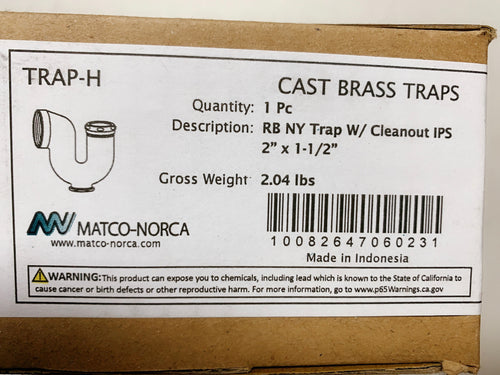 TRAP-H
CAST BRASS TRAPS
Quantity: 1 Pc
Description: RB NY Trap W/ Cleanout IPS
2” x 1-1/2”
Gross Weight 2.04 lbs
MATCO-NORCA
www.matco-norca.com
10082647060231
Made in Indonesia
WARNING: This product can expose you to chemicals, including lead which is known to the State of California to
cause cancer or birth defects or other reproductive harm. For more information, go to www.p65Warnings.ca.gov